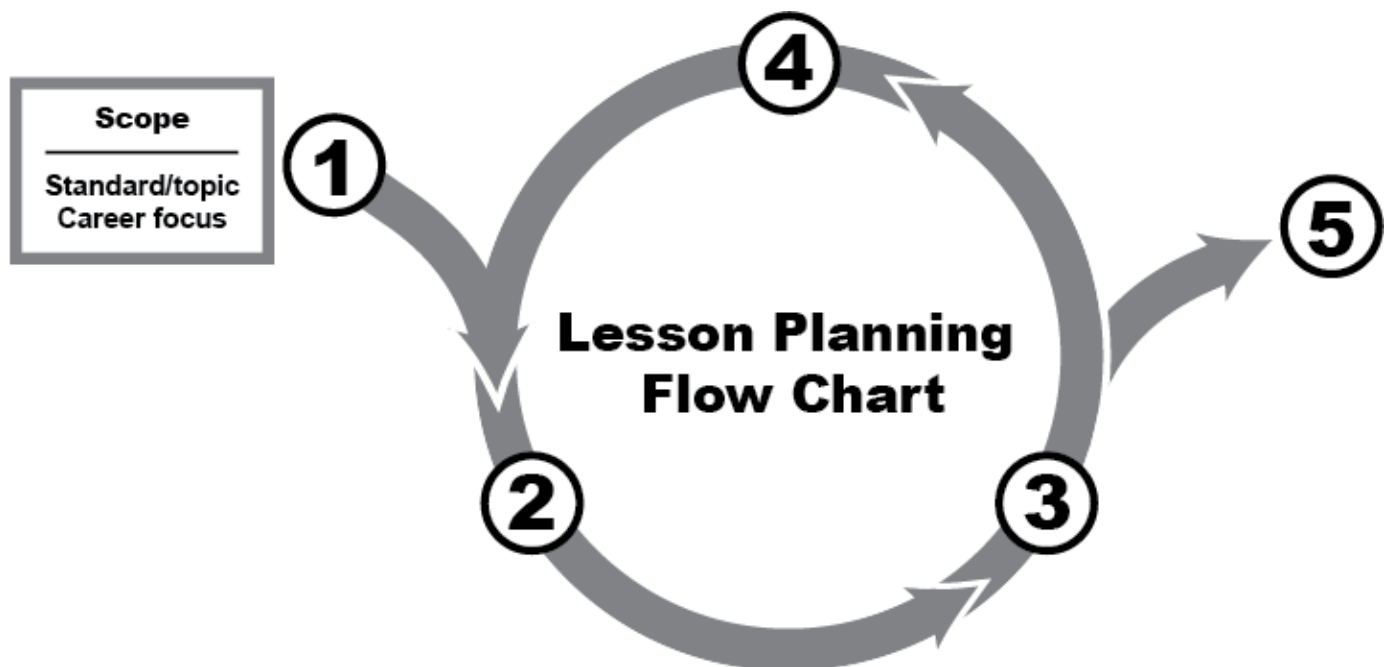 Scope
Standard/topic
Career focus
1
4
5
Lesson Planning
Flow Chart
2
3